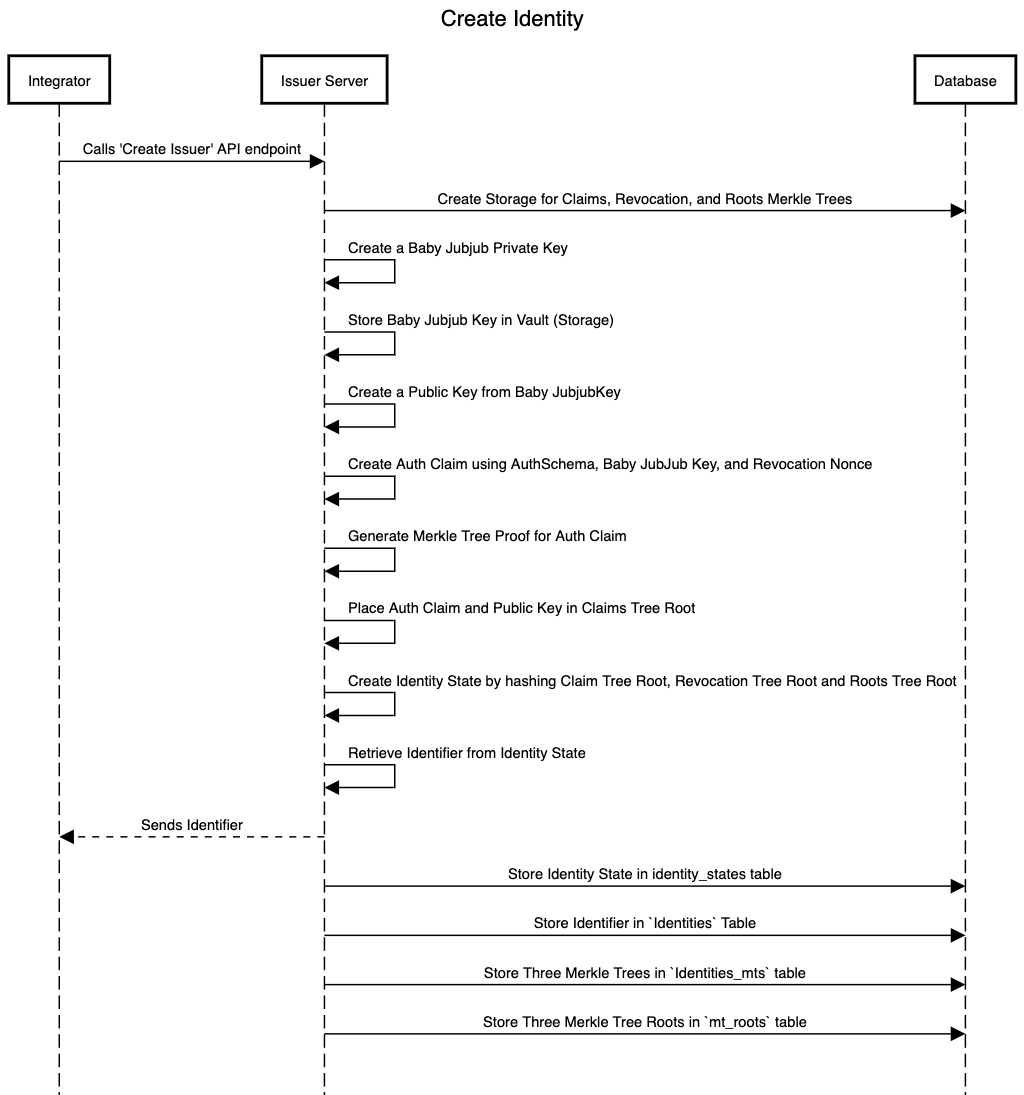 Create Identity
Integrator
Issuer Server
Database
Calls 'Create Issuer' API endpoint
Create Storage for Claims, Revocation, and Roots Merkle Trees
Create a Baby Jubjub Private Key
Store Baby Jubjub Key in Vault (Storage)
Create a Public Key from Baby JubjubKey
Create Auth Claim using AuthSchema, Baby JubJub Key, and Revocation Nonce
Generate Merkle Tree Proof for Auth Claim
Place Auth Claim and Public Key in Claims Tree Root
Create Identity State by hashing Claim Tree Root, Revocation Tree Root and Roots Tree Root
Retrieve Identifier from Identity State
Sends Identifier
Store Identity State in identity_states table
Store Identifier in `Identities` Table
Store Three Merkle Trees in `Identities_mts` table
Store Three Merkle Tree Roots in `mt_roots` table